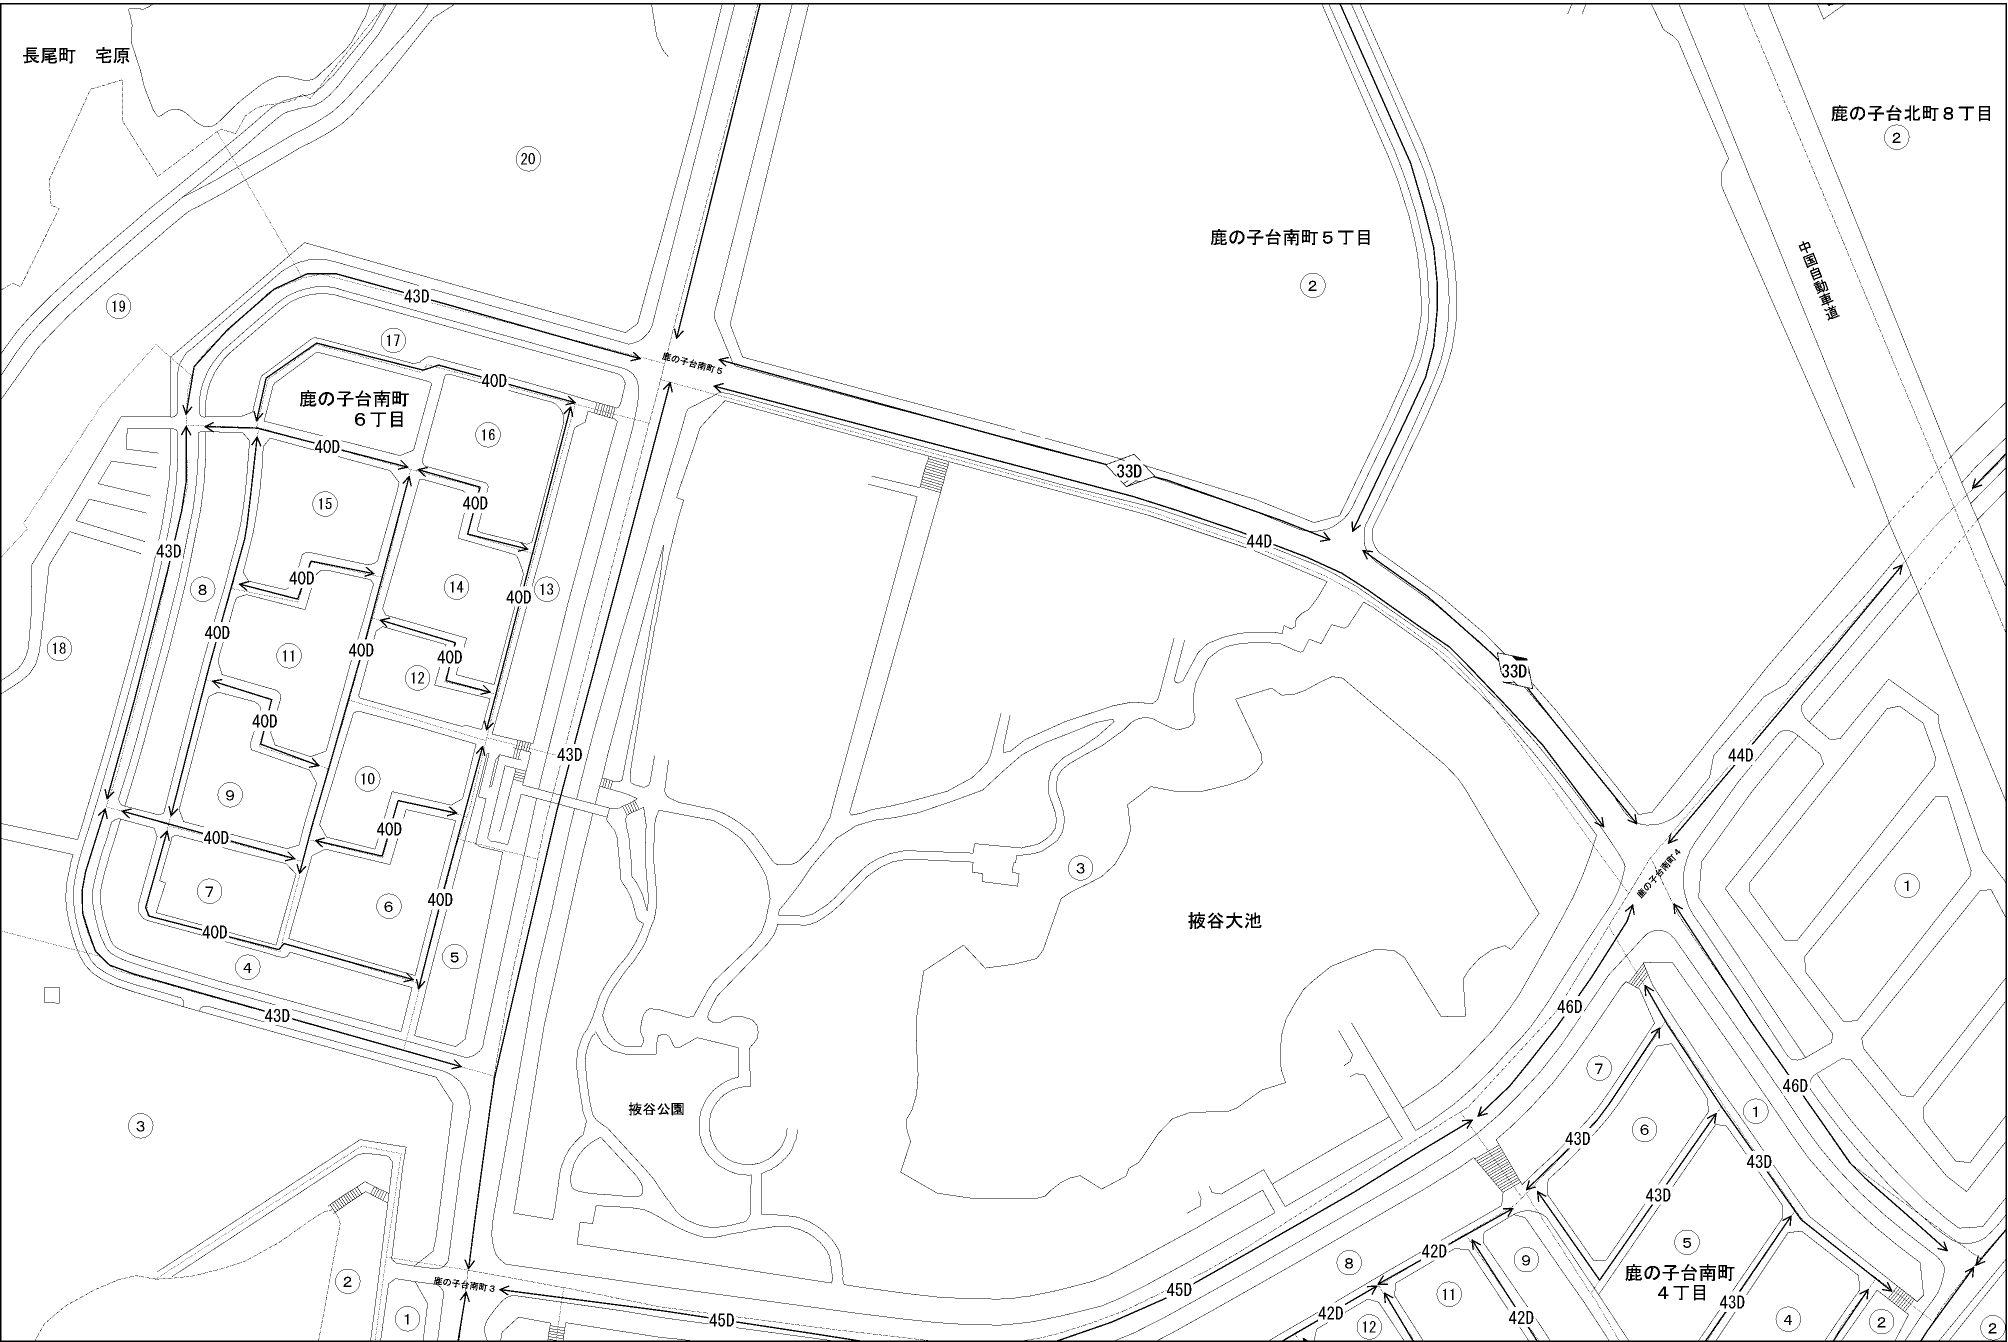 長尾町　宅原
鹿の子台北町８丁目
②
⑳
鹿の子台南町５丁目
②
中国自動車道
⑲
43D
⑰
鹿の子台南町５
40D
鹿の子台南町
６丁目
⑯
40D
33D
40D
⑮
44D
43D
40D
⑧
⑭
40D
⑬
40D
⑱
⑪
40D
40D
33D
⑫
40D
43D
44D
⑩
⑨
40D
40D
③
鹿の子台南町４
①
⑦
⑥
40D
掖谷大池
40D
④
⑤
43D
46D
⑦
46D
掖谷公園
①
③
⑥
43D
43D
43D
⑤
42D
⑨
⑧
鹿の子台南町
４丁目
②
鹿の子台南町３
45D
⑪
43D
①
45D
42D
⑫
42D
④
②
②